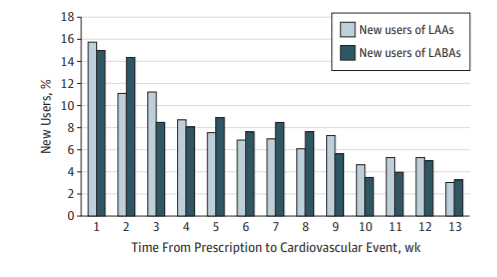 New Users, %
18
16
14
12
10
8
6
4
2
0
New users of LAAs
New users of LABAs
1 2 3 4 5 6 7 8 9 10 11 12 13
Time From Prescription to Cardiovascular Event, wk